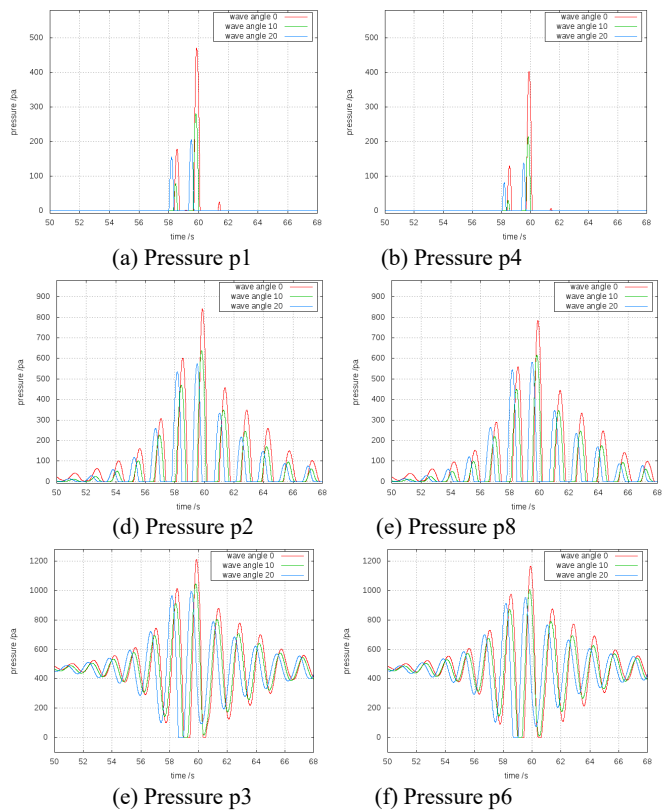 wave angle 0
wave angle 10
wave angle 20
pressure /pa
500
400
300
200
100
0
50 52 54 56 58 60 62 64 66 68
time /s
(a) Pressure p1
wave angle 0
wave angle 10
wave angle 20
pressure /pa
500
400
300
200
100
0
50 52 54 56 58 60 62 64 66 68
time /s
(b) Pressure p4
wave angle 0
wave angle 10
wave angle 20
pressure /pa
900
800
700
600
500
400
300
200
100
0
50 52 54 56 58 60 62 64 66 68
time /s
(d) Pressure p2
wave angle 0
wave angle 10
wave angle 20
pressure /pa
900
800
700
600
500
400
300
200
100
0
50 52 54 56 58 60 62 64 66 68
time /s
(e) Pressure p8
wave angle 0
wave angle 10
wave angle 20
pressure /pa
1200
1000
800
600
400
200
0
50 52 54 56 58 60 62 64 66 68
time /s
(e) Pressure p3
wave angle 0
wave angle 10
wave angle 20
pressure /pa
1200
1000
800
600
400
200
0
50 52 54 56 58 60 62 64 66 68
time /s
(f) Pressure p6